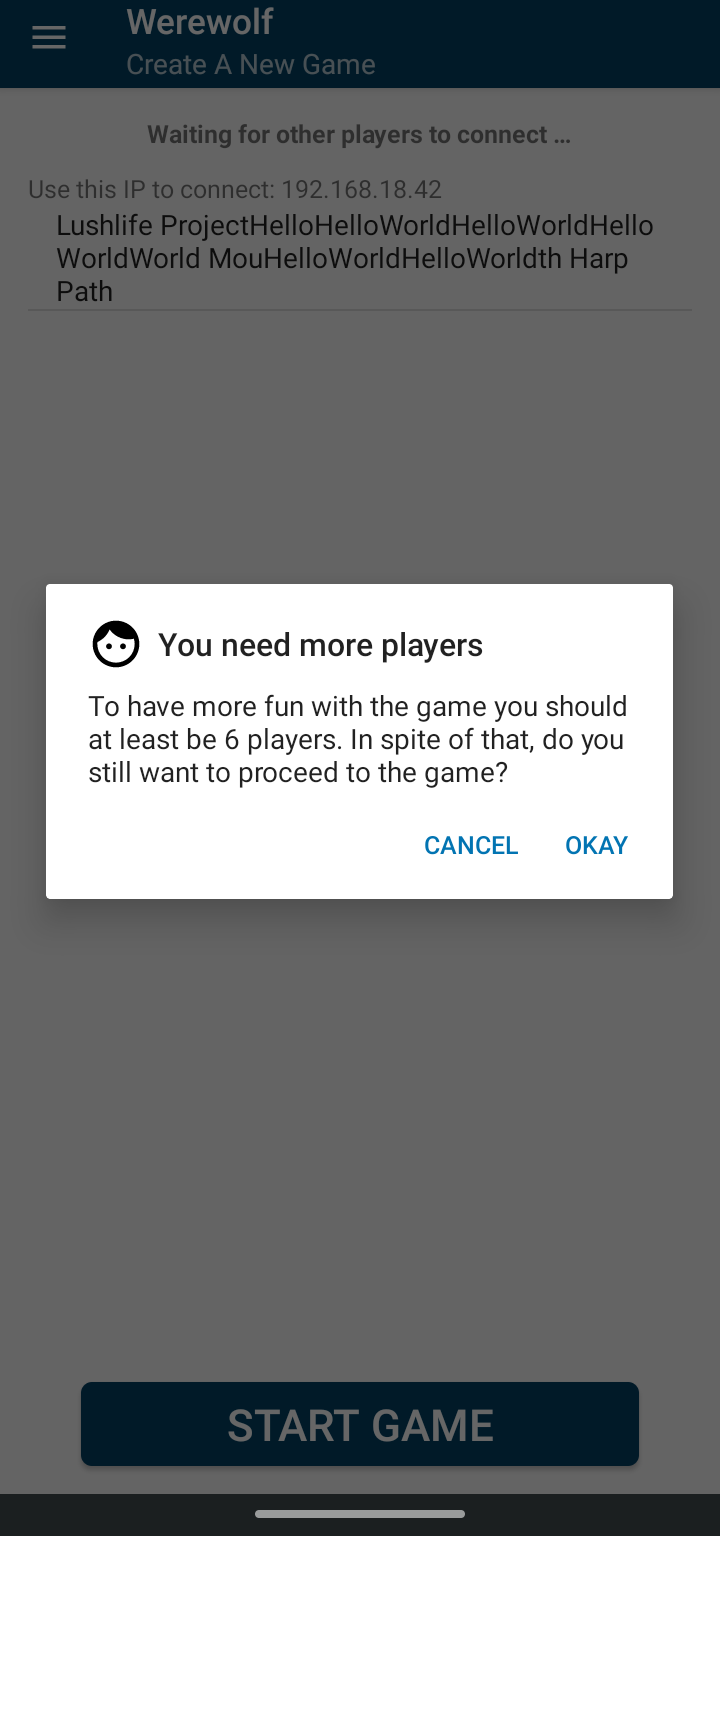 Werewolf
Create A New Game
Waiting for other players to connect ...
Use this IP to connect: 192.168.18.42
Lushlife ProjectHelloHelloWorldHelloWorldHello
WorldWorld MouHelloWorldHelloWorldth Harp
Path
You need more players
To have more fun with the game you should
at least be 6 players. In spite of that, do you
still want to proceed to the game?
CANCEL OKAY
START GAME